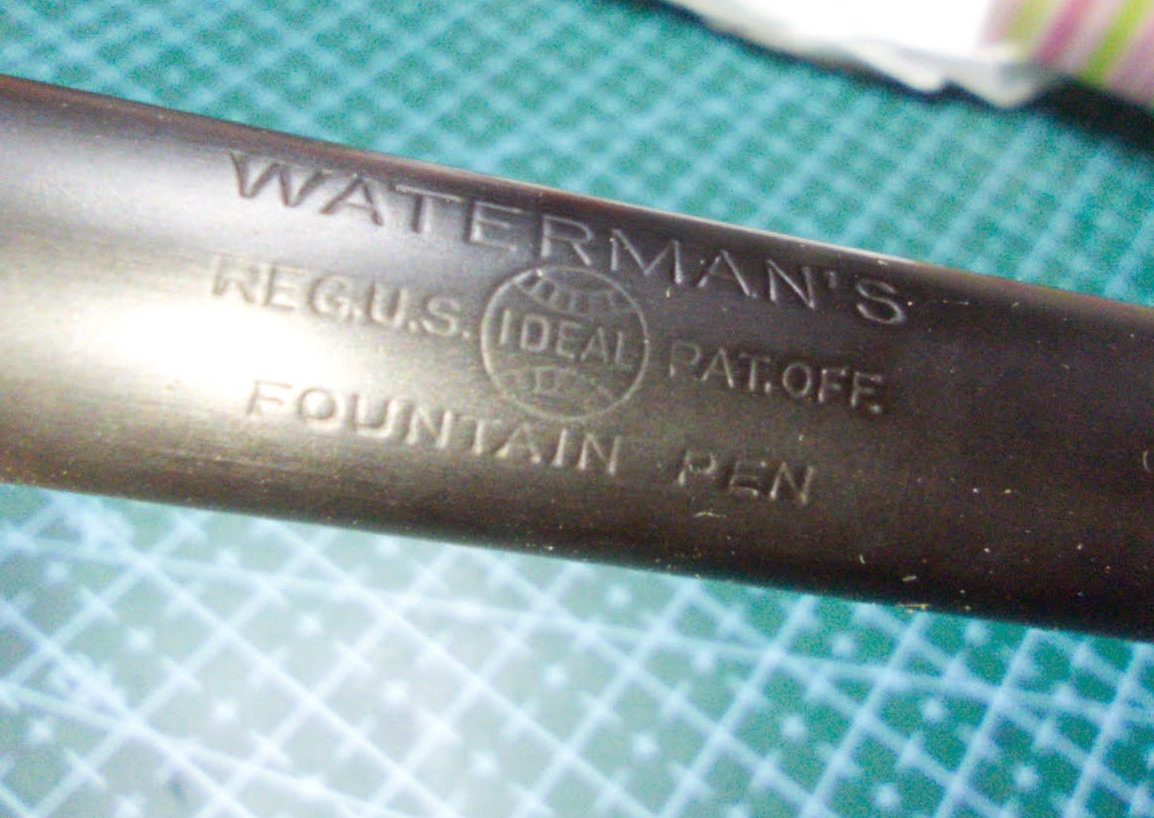 WATERMAN'S
REG.U.S. IDEAL PAT.OFF.
FOUNTAIN PEN